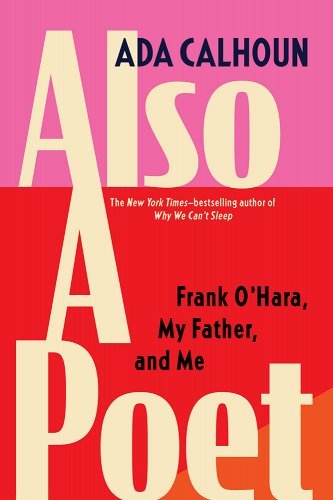 ADA CALHOUN
Also
The New York Times–bestselling author of
Why We Can't Sleep
A
Frank O'Hara,
My Father,
and Me
Poet